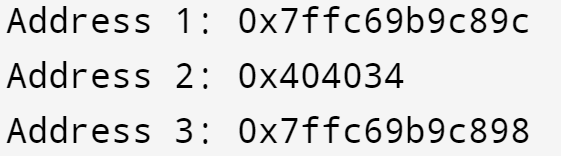 Address 1: 0x7ffc69b9c89c
Address 2: 0x404034
Address 3: 0x7ffc69b9c898